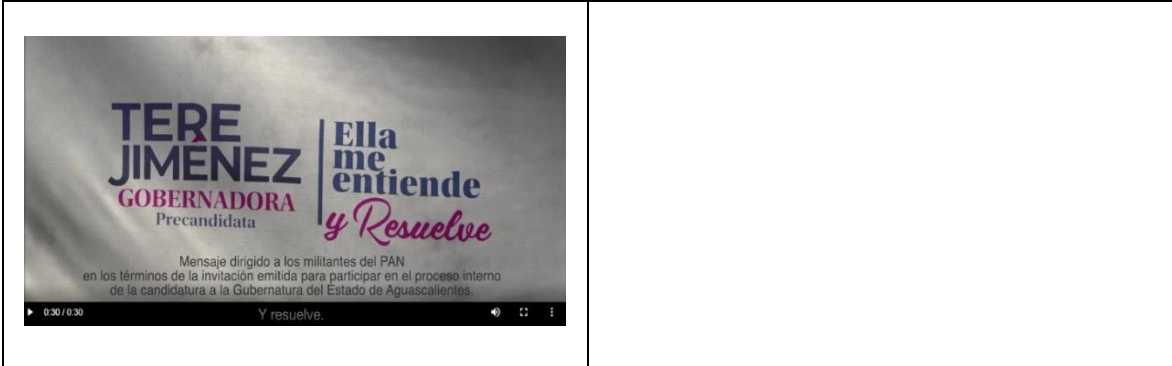 TERE
JIMÉNEZ
GOBERNADORA
Precandidata
Ella
me
entiende
y Resuelve
Mensaje dirigido a los militantes del PAN
en los términos de la invitación emitida para participar en el proceso interno
de la candidatura a la Gubernatura del Estado de Aguascalientes.
0:30 / 0:30
Y resuelve.